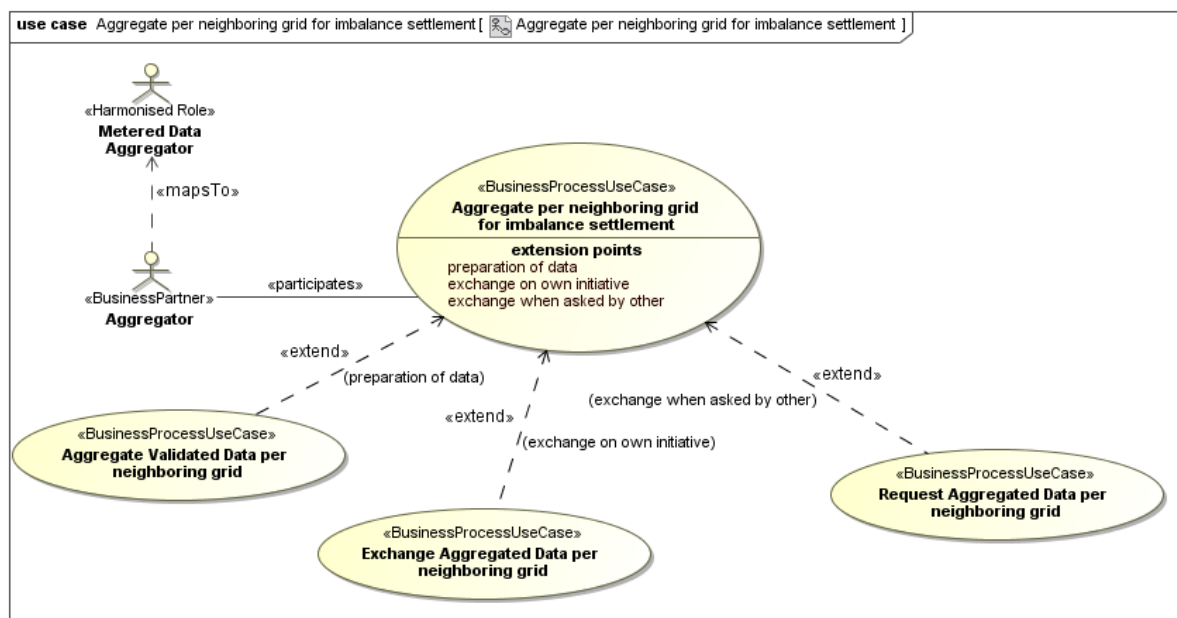 use case Aggregate per neighboring grid for imbalance settlement [ Aggregate per neighboring grid for imbalance settlement ]
«Harmonised Role»
Metered Data
Aggregator
«mapsTo»
«BusinessPartner»
Aggregator
«participates»
«BusinessProcessUseCase»
Aggregate per neighboring grid
for imbalance settlement
extension points
preparation of data
exchange on own initiative
exchange when asked by other
«extend»
(preparation of data)
«extend»
(exchange on own initiative)
«extend»
(exchange when asked by other)
«BusinessProcessUseCase»
Aggregate Validated Data per
neighboring grid
«BusinessProcessUseCase»
Exchange Aggregated Data per
neighboring grid
«BusinessProcessUseCase»
Request Aggregated Data per
neighboring grid